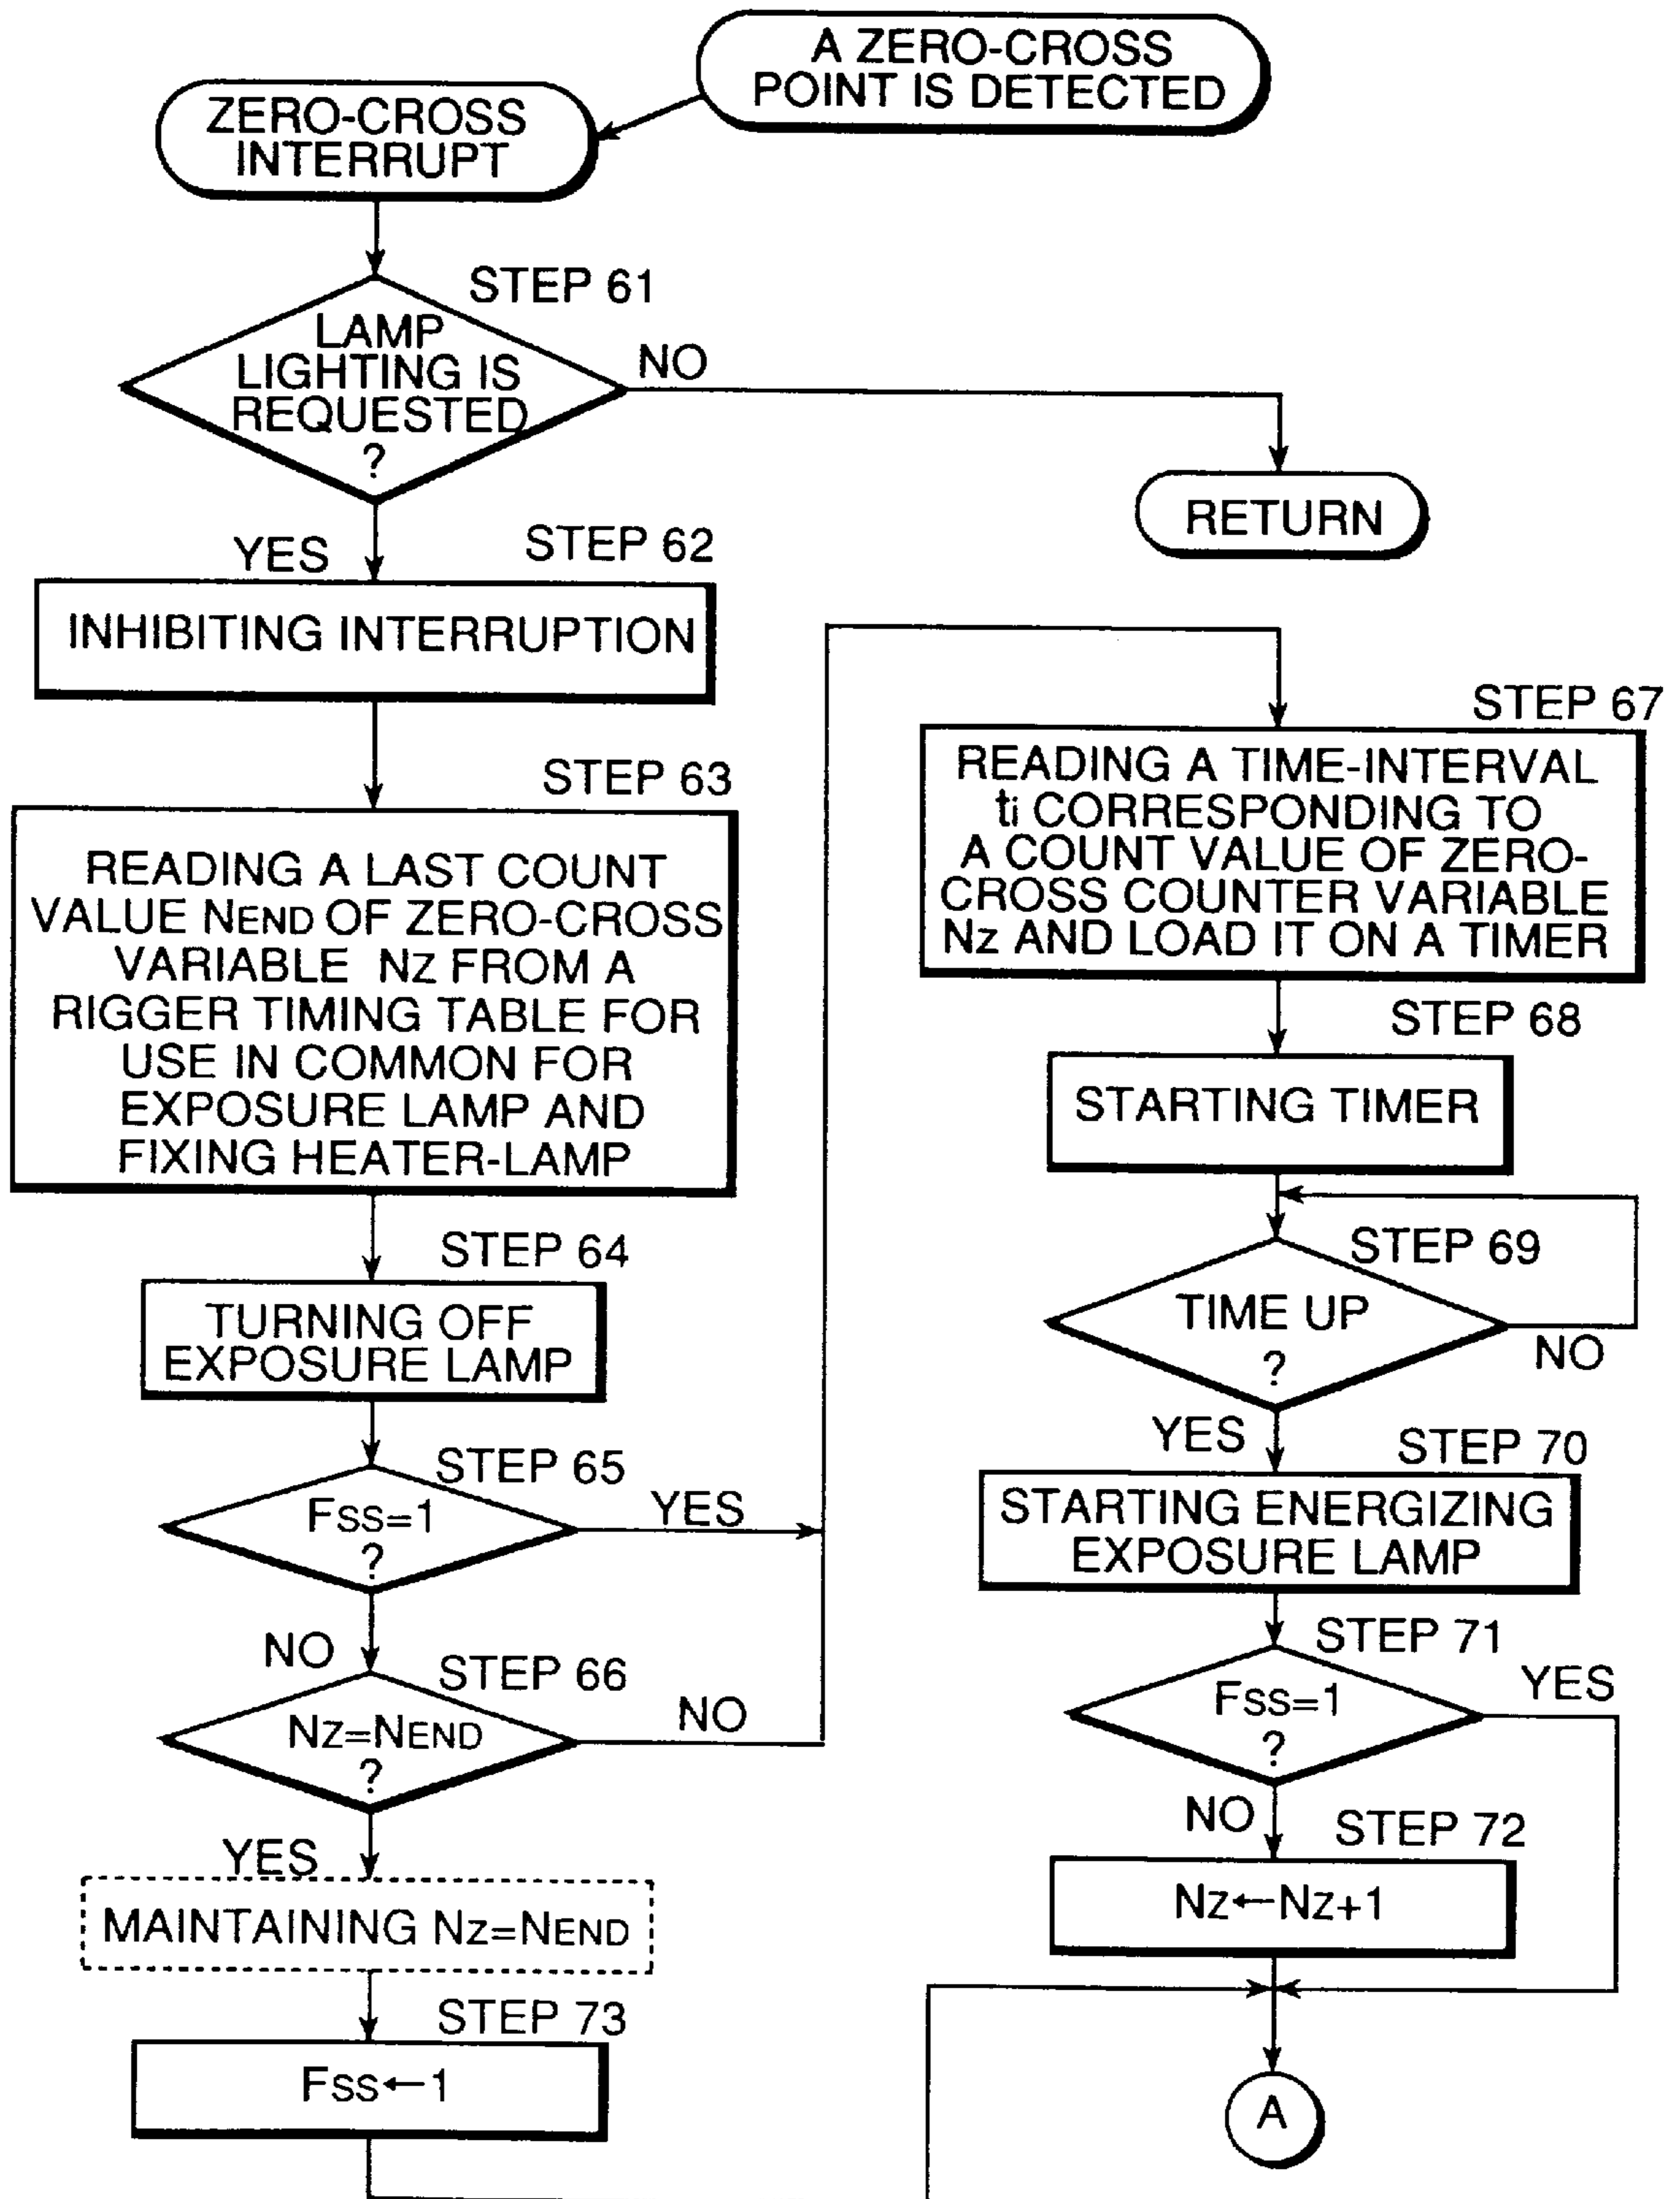 A ZERO-CROSS
POINT IS DETECTED
ZERO-CROSS
INTERRUPT
STEP 61
LAMP
LIGHTING IS
REQUESTED
?
NO
RETURN
YES
STEP 62
INHIBITING INTERRUPTION
STEP 63
READING A LAST COUNT
VALUE NEND OF ZERO-CROSS
VARIABLE NZ FROM A
RIGGER TIMING TABLE FOR
USE IN COMMON FOR
EXPOSURE LAMP AND
FIXING HEATER-LAMP
STEP 64
TURNING OFF
EXPOSURE LAMP
STEP 65
FSS=1
?
YES
NO
STEP 66
NZ=NEND
?
NO
YES
MAINTAINING NZ=NEND
STEP 73
FSS←1
STEP 67
READING A TIME-INTERVAL
ti CORRESPONDING TO
A COUNT VALUE OF ZERO-
CROSS COUNTER VARIABLE
NZ AND LOAD IT ON A TIMER
STEP 68
STARTING TIMER
STEP 69
TIME UP
?
NO
YES
STEP 70
STARTING ENERGIZING
EXPOSURE LAMP
STEP 71
FSS=1
?
YES
NO
STEP 72
NZ←NZ+1
A